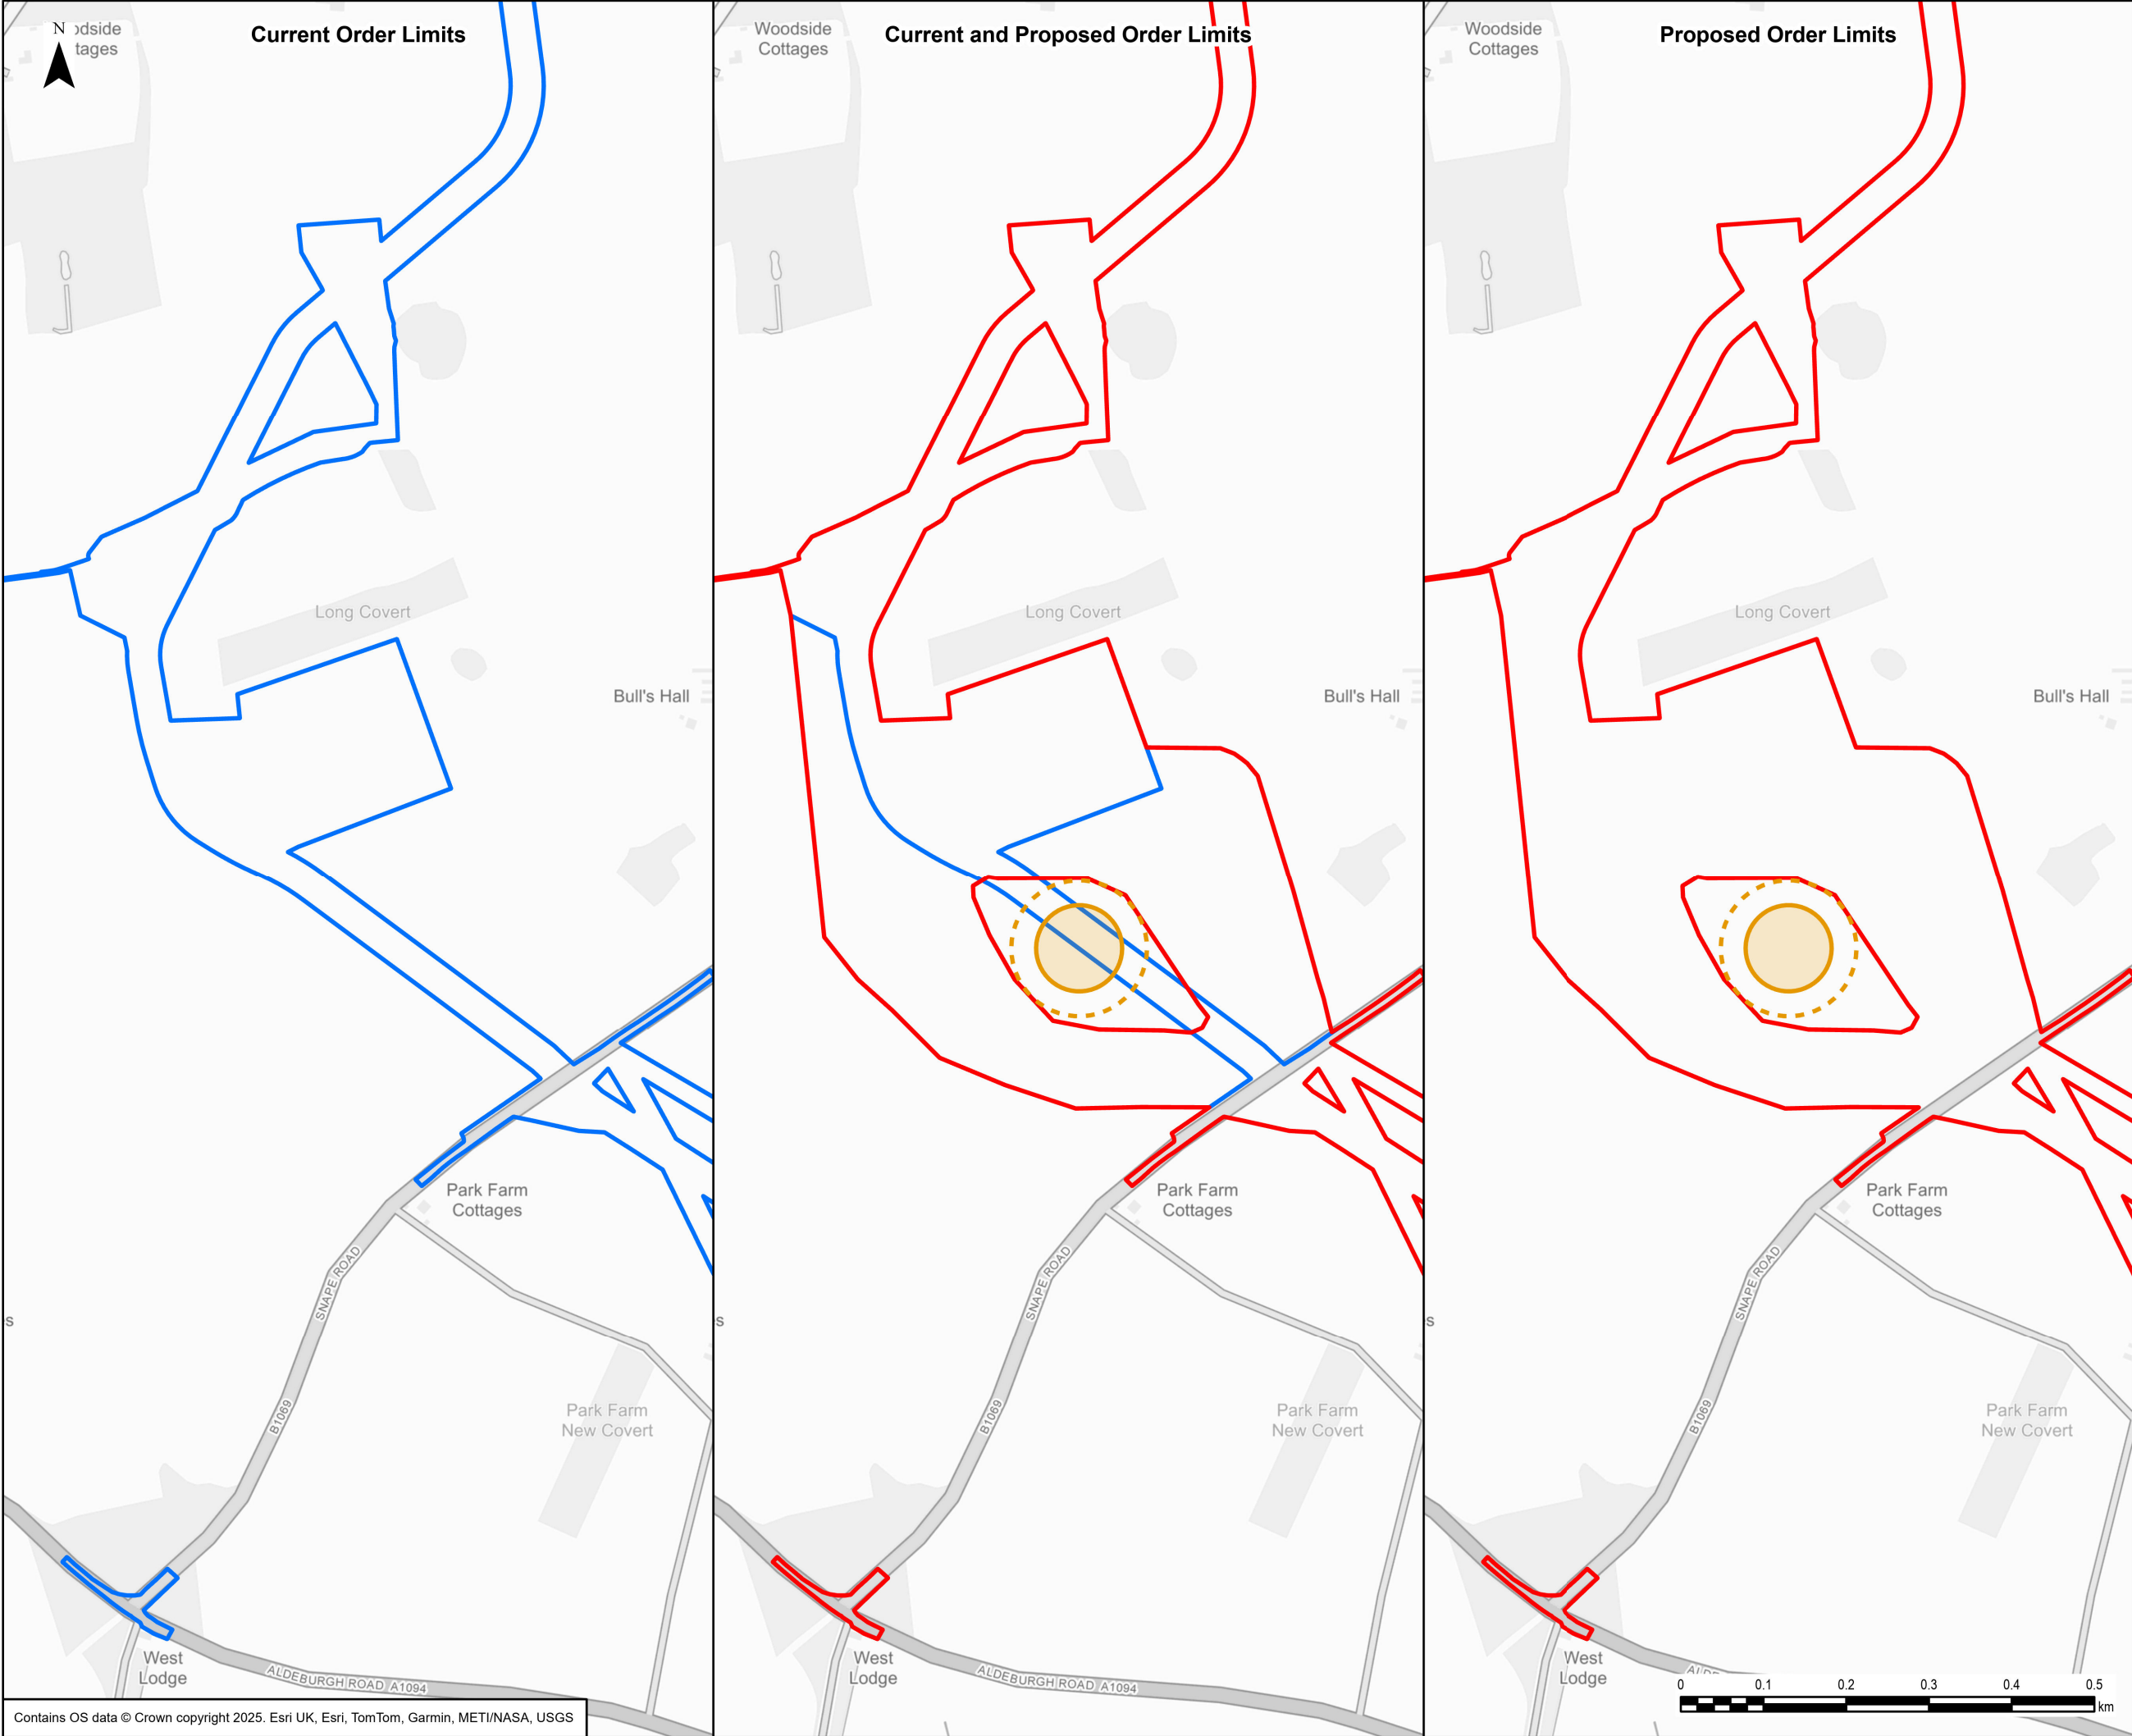 N
Current Order Limits
Current and Proposed Order Limits
Proposed Order Limits
dside
tages
Woodside
Cottages
Woodside
Cottages
Long Covert
Long Covert
Long Covert
Bull's Hall
Bull's Hall
Bull's Hall
Park Farm
Cottages
Park Farm
Cottages
Park Farm
Cottages
SNAPE ROAD
SNAPE ROAD
SNAPE ROAD
s
s
s
B1069
B1069
B1069
Park Farm
New Covert
Park Farm
New Covert
Park Farm
New Covert
West
Lodge
West
Lodge
West
Lodge
ALDEBURGH ROAD A1094
ALDEBURGH ROAD A1094
0 0.1 0.2 0.3 0.4 0.5
km
Contains OS data © Crown copyright 2025. Esri UK, Esri, TomTom, Garmin, METI/NASA, USGS